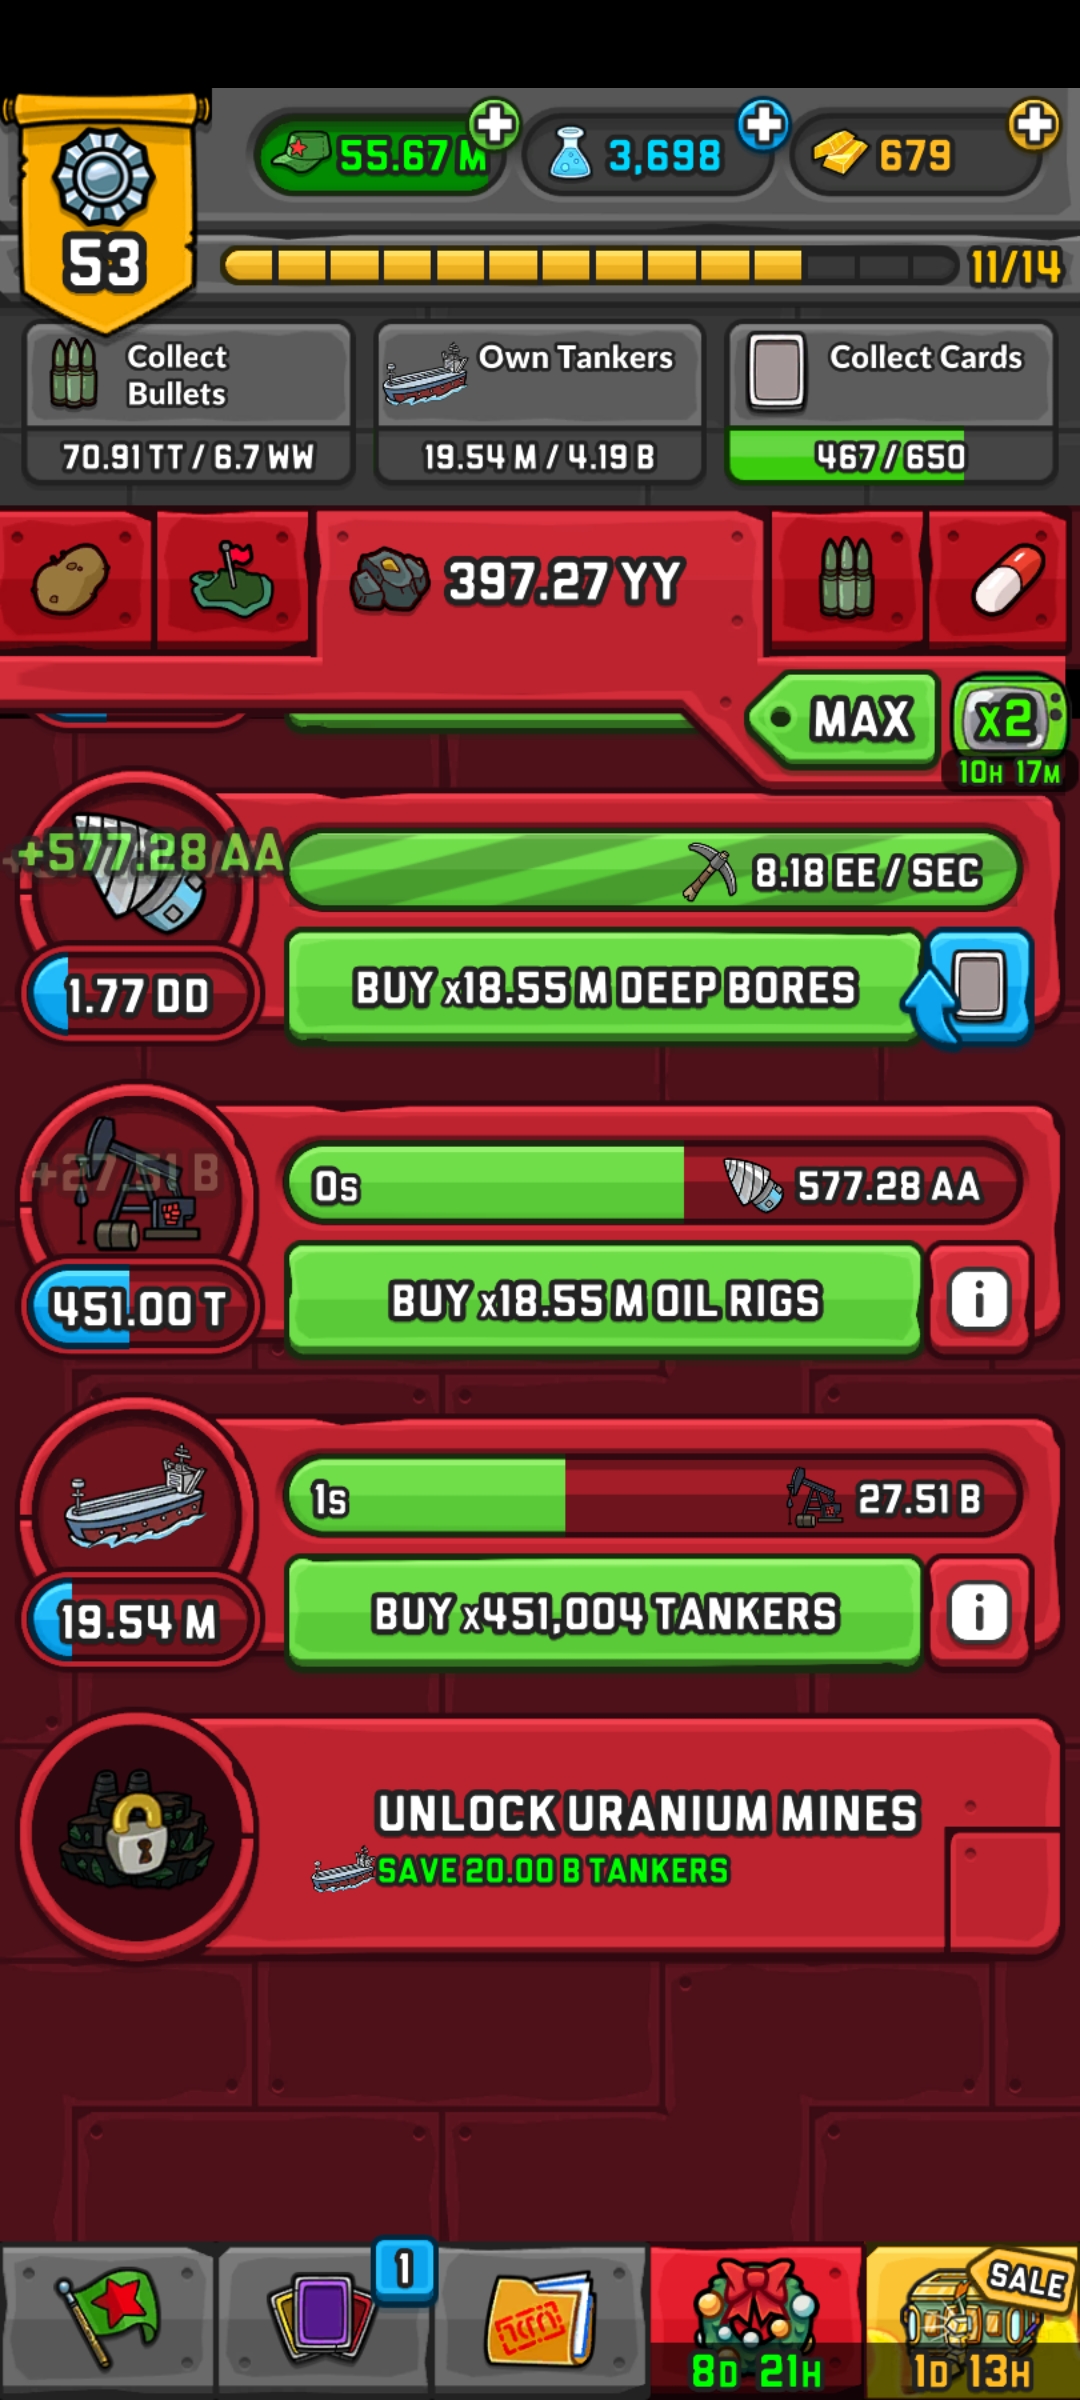 55.67 M
3,698
679
53
11/14
Collect
Bullets
Own Tankers
Collect Cards
70.91 TT / 6.7 WW
19.54 M / 4.19 B
467 / 650
397.27 YY
MAX
x2
10H 17M
+577.28 AA
8.18 EE / SEC
1.77 DD
BUY x18.55 M DEEP BORES
+27.51 B
0s
577.28 AA
451.00 T
BUY x18.55 M OIL RIGS
i
1s
27.51 B
19.54 M
BUY x451,004 TANKERS
i
UNLOCK URANIUM MINES
SAVE 20.00 B TANKERS
1
SALE
8D 21H
1D 13H